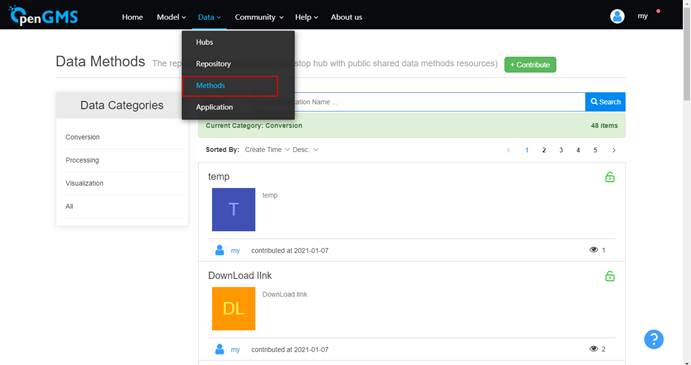 OpenGMS Home Model Data Community Help About us my
Hubs
Repository
Methods
Application
Data Methods The rep stop hub with public shared data methods resources) + Contribute
Data Categories
Conversion
Processing
Visualization
All
ication Name ... Search
Current Category: Conversion 48 items
Sorted By: Create Time Desc. < 1 2 3 4 5 >
temp
T
temp
my contributed at 2021-01-07 1
DownLoad lInk
DL
DownLoad lInk
my contributed at 2021-01-07 2
?